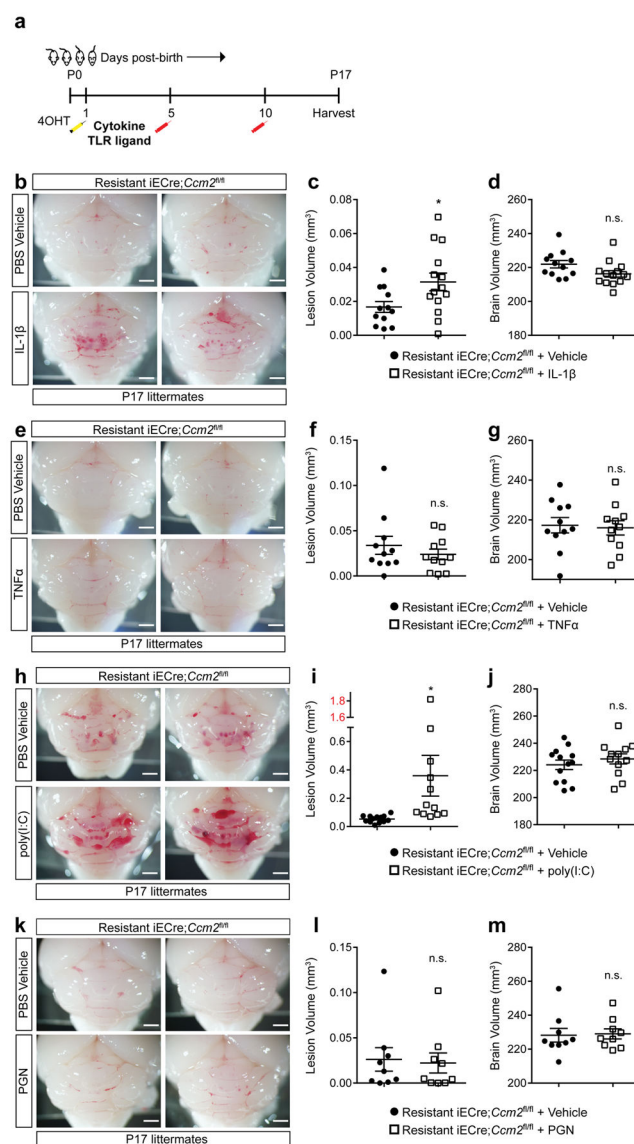 a
Days post-birth
P0 P17
1 5 10 Harvest
4OHT Cytokine
TLR ligand
b
Resistant iECre;Ccm2fl/fl
PBS Vehicle
IL-1β
P17 littermates
c
Lesion Volume (mm³)
0.08
0.06
0.04
0.02
0.00
*
d
Brain Volume (mm³)
260
240
220
200
180
n.s.
Resistant iECre;Ccm2fl/fl + Vehicle
Resistant iECre;Ccm2fl/fl + IL-1β
e
Resistant iECre;Ccm2fl/fl
PBS Vehicle
TNFα
P17 littermates
f
Lesion Volume (mm³)
0.15
0.10
0.05
0.00
n.s.
g
Brain Volume (mm³)
260
240
220
200
n.s.
Resistant iECre;Ccm2fl/fl + Vehicle
Resistant iECre;Ccm2fl/fl + TNFα
h
Resistant iECre;Ccm2fl/fl
PBS Vehicle
poly(I:C)
P17 littermates
i
Lesion Volume (mm³)
1.8
1.6
0.8
0.6
0.4
0.2
0.0
*
j
Brain Volume (mm³)
280
260
240
220
200
180
n.s.
Resistant iECre;Ccm2fl/fl + Vehicle
Resistant iECre;Ccm2fl/fl + poly(I:C)
k
Resistant iECre;Ccm2fl/fl
PBS Vehicle
PGN
P17 littermates
l
Lesion Volume (mm³)
0.15
0.10
0.05
0.00
n.s.
m
Brain Volume (mm³)
280
260
240
220
200
n.s.
Resistant iECre;Ccm2fl/fl + Vehicle
Resistant iECre;Ccm2fl/fl + PGN